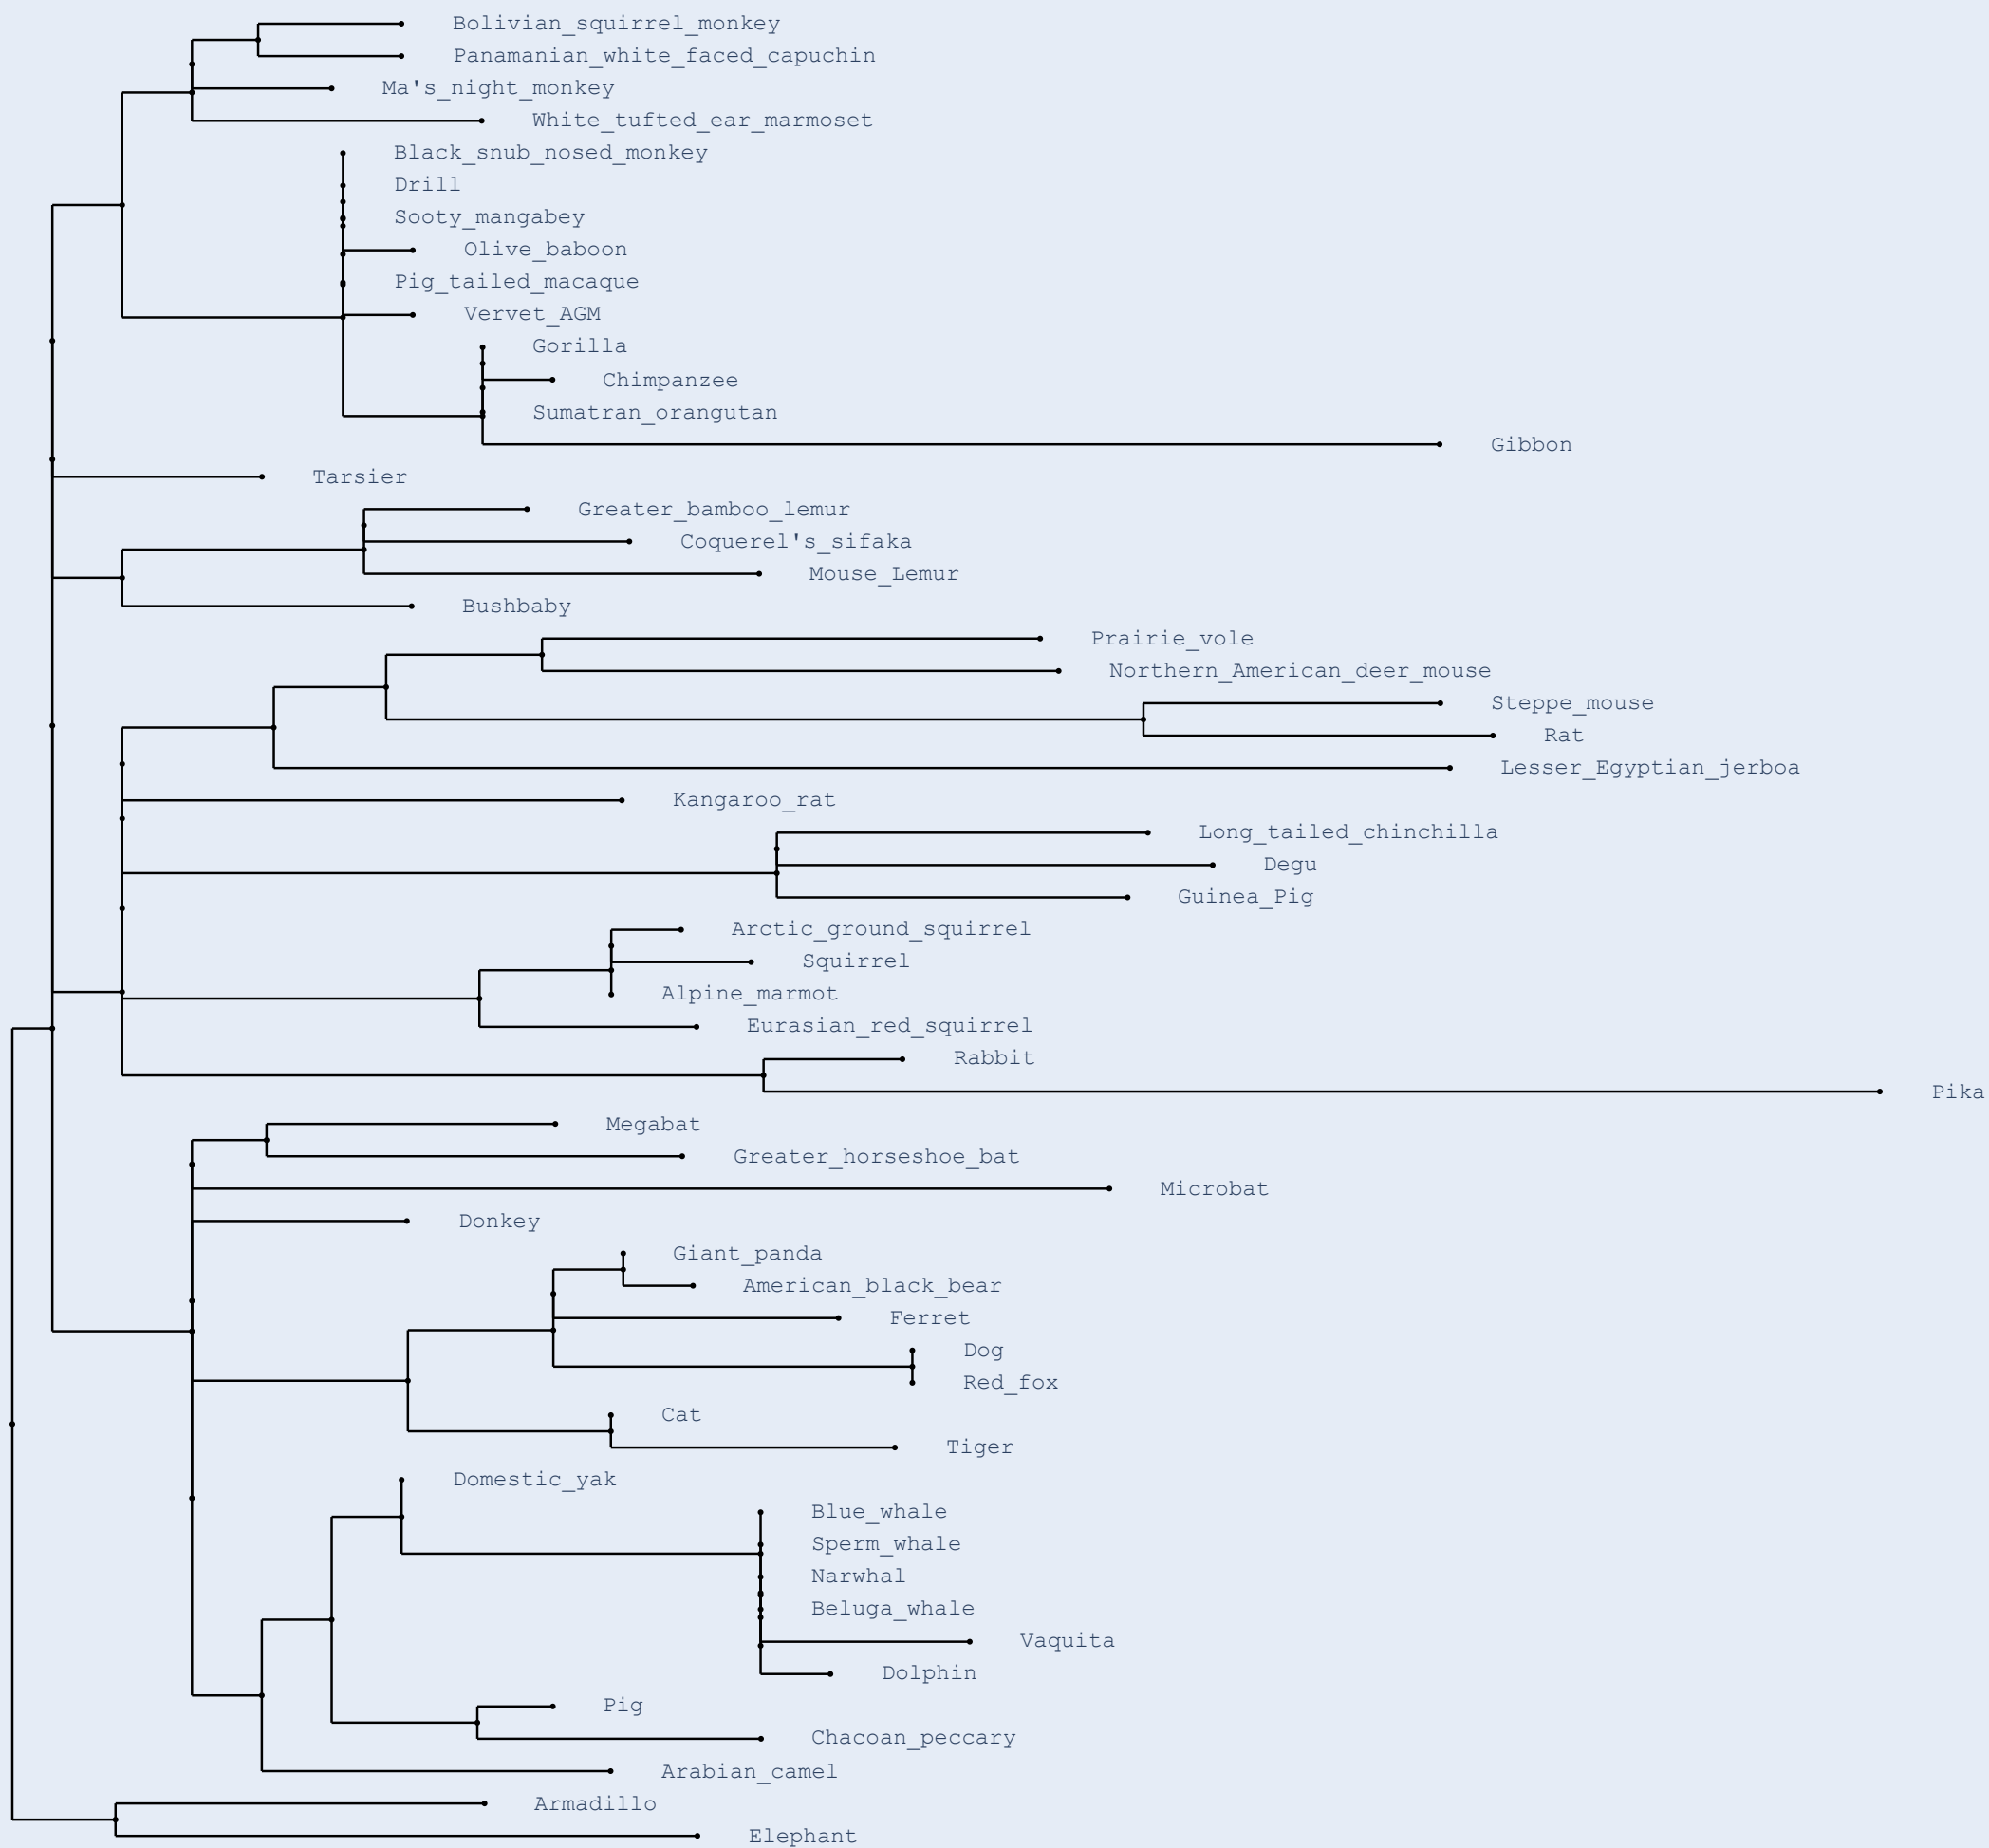 Bolivian_squirrel_monkey
Panamanian_white_faced_capuchin
Ma's_night_monkey
White_tufted_ear_marmoset
Black_snub_nosed_monkey
Drill
Sooty_mangabey
Olive_baboon
Pig_tailed_macaque
Vervet_AGM
Gorilla
Chimpanzee
Sumatran_orangutan
Gibbon
Tarsier
Greater_bamboo_lemur
Coquerel's_sifaka
Mouse_Lemur
Bushbaby
Prairie_vole
Northern_American_deer_mouse
Steppe_mouse
Rat
Lesser_Egyptian_jerboa
Kangaroo_rat
Long_tailed_chinchilla
Degu
Guinea_Pig
Arctic_ground_squirrel
Squirrel
Alpine_marmot
Eurasian_red_squirrel
Rabbit
Pika
Megabat
Greater_horseshoe_bat
Microbat
Donkey
Giant_panda
American_black_bear
Ferret
Dog
Red_fox
Cat
Tiger
Domestic_yak
Blue_whale
Sperm_whale
Narwhal
Beluga_whale
Vaquita
Dolphin
Pig
Chacoan_peccary
Arabian_camel
Armadillo
Elephant